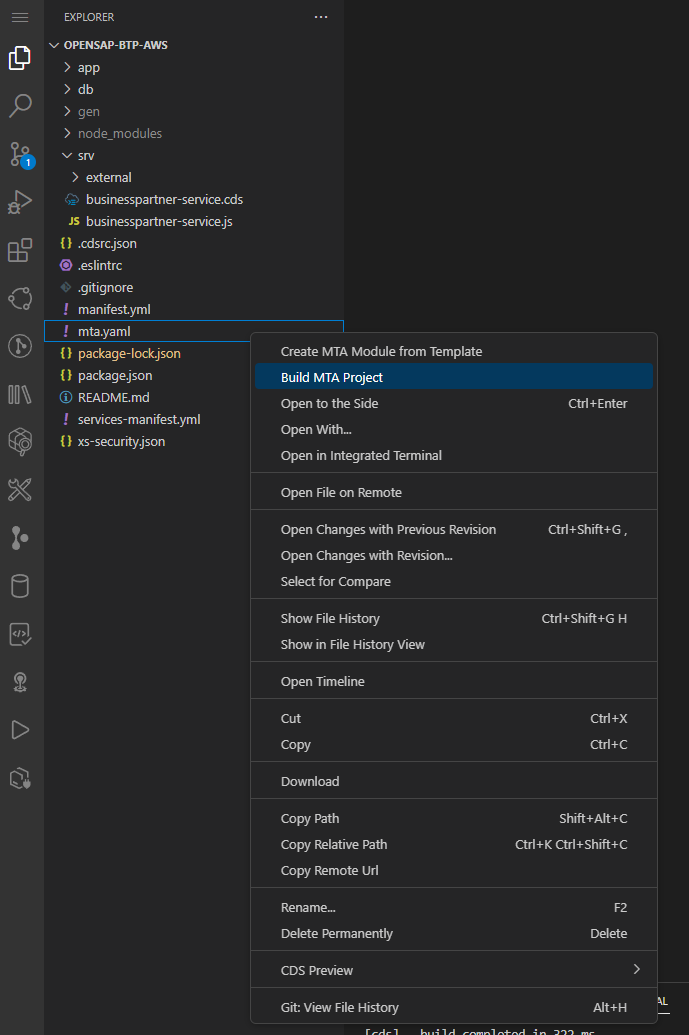 EXPLORER ...
OPENSAP-BTP-AWS
app
db
gen
node_modules
1
srv
external
businesspartner-service.cds
JS businesspartner-service.js
{} .cdsrc.json
.eslintrc
.gitignore
! manifest.yml
! mta.yaml
{} package-lock.json
{} package.json
README.md
! services-manifest.yml
{} xs-security.json
Create MTA Module from Template
Build MTA Project
Open to the Side Ctrl+Enter
Open With...
Open in Integrated Terminal
Open File on Remote
Open Changes with Previous Revision Ctrl+Shift+G ,
Open Changes with Revision...
Select for Compare
Show File History Ctrl+Shift+G H
Show in File History View
Open Timeline
Cut Ctrl+X
Copy Ctrl+C
Download
Copy Path Shift+Alt+C
Copy Relative Path Ctrl+K Ctrl+Shift+C
Copy Remote Url
Rename... F2
Delete Permanently Delete
CDS Preview
AL
Git: View File History Alt+H
[cds] - build completed in 322 ms